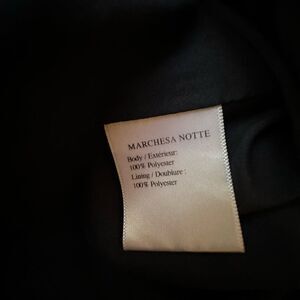 MARCHESA NOTTE
Body / Extérieur:
100% Polyester
Lining / Doublure :
100% Polyester